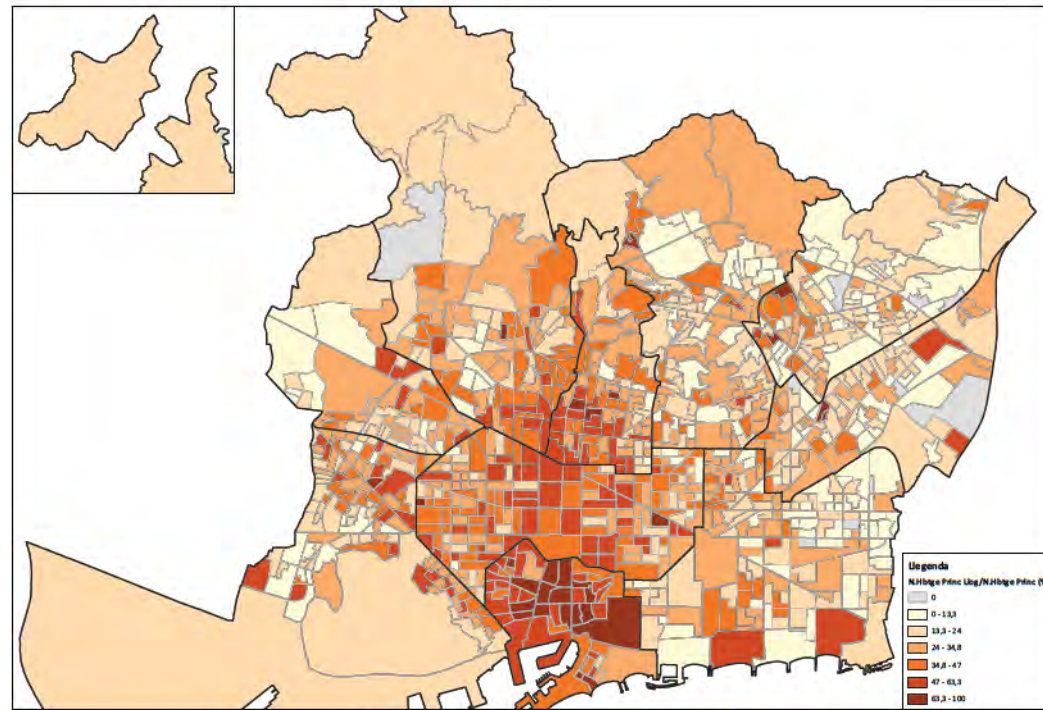 Llegenda
N.Hbtge Princ Llog/N.Hbtge Princ (%
0
0 - 13,3
13,3 - 24
24 - 34,8
34,8 - 47
47 - 63,3
63,3 - 100